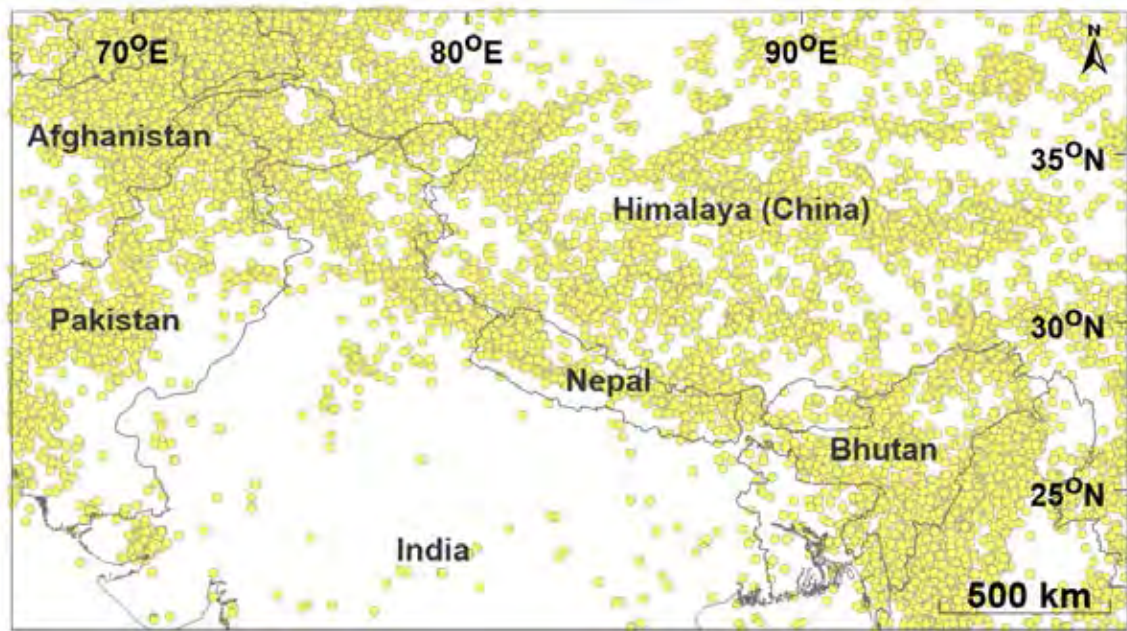 70°E 80°E 90°E N
Afghanistan
35°N
Himalaya (China)
Pakistan
30°N
Nepal
Bhutan
25°N
India
500 km